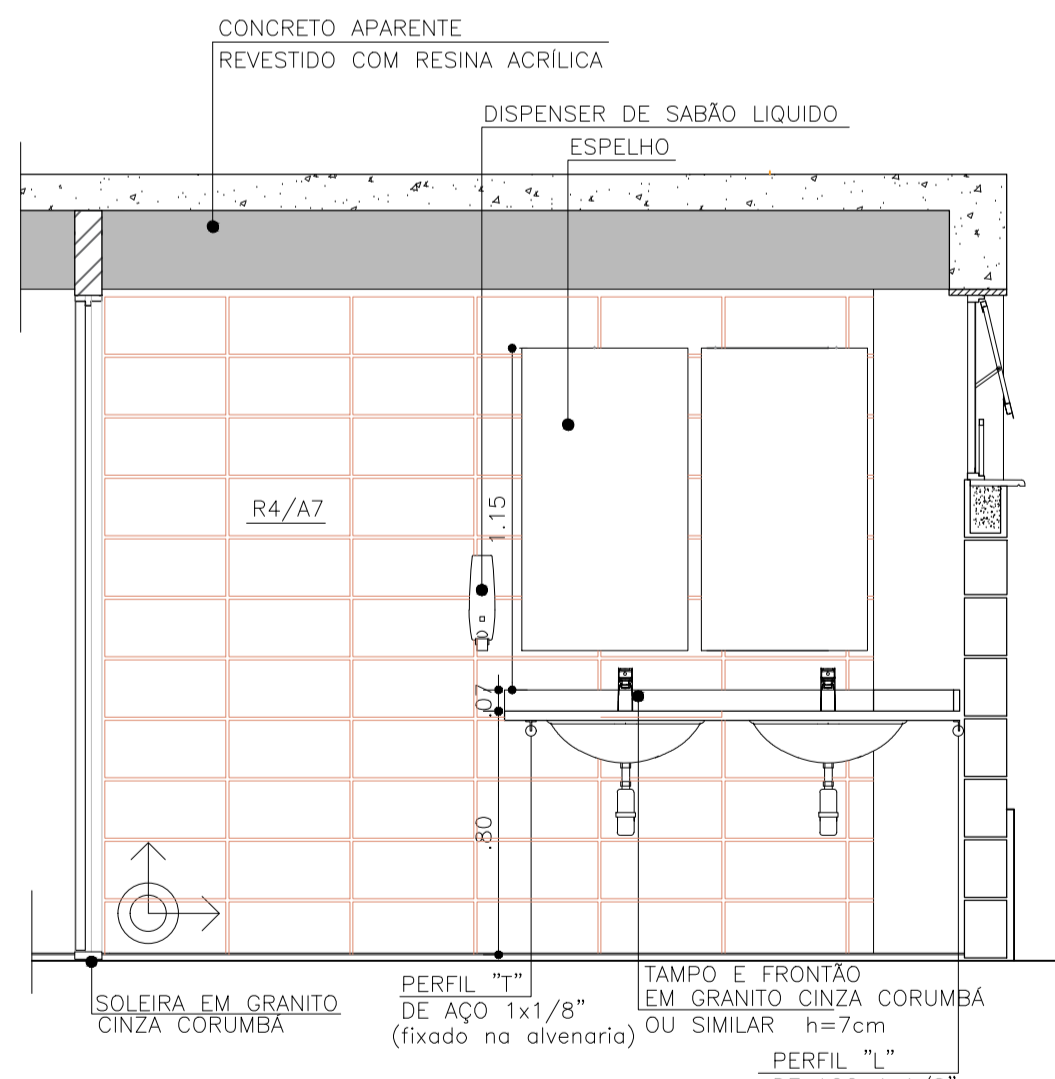 CONCRETO APARENTE
REVESTIDO COM RESINA ACRÍLICA
DISPENSER DE SABÃO LIQUIDO
ESPELHO
R4/A7
1.15
.07
.80
SOLEIRA EM GRANITO
CINZA CORUMBÁ
PERFIL "T"
DE AÇO 1x1/8"
(fixado na alvenaria)
TAMPO E FRONTÃO
EM GRANITO CINZA CORUMBÁ
OU SIMILAR h=7cm
PERFIL "L"